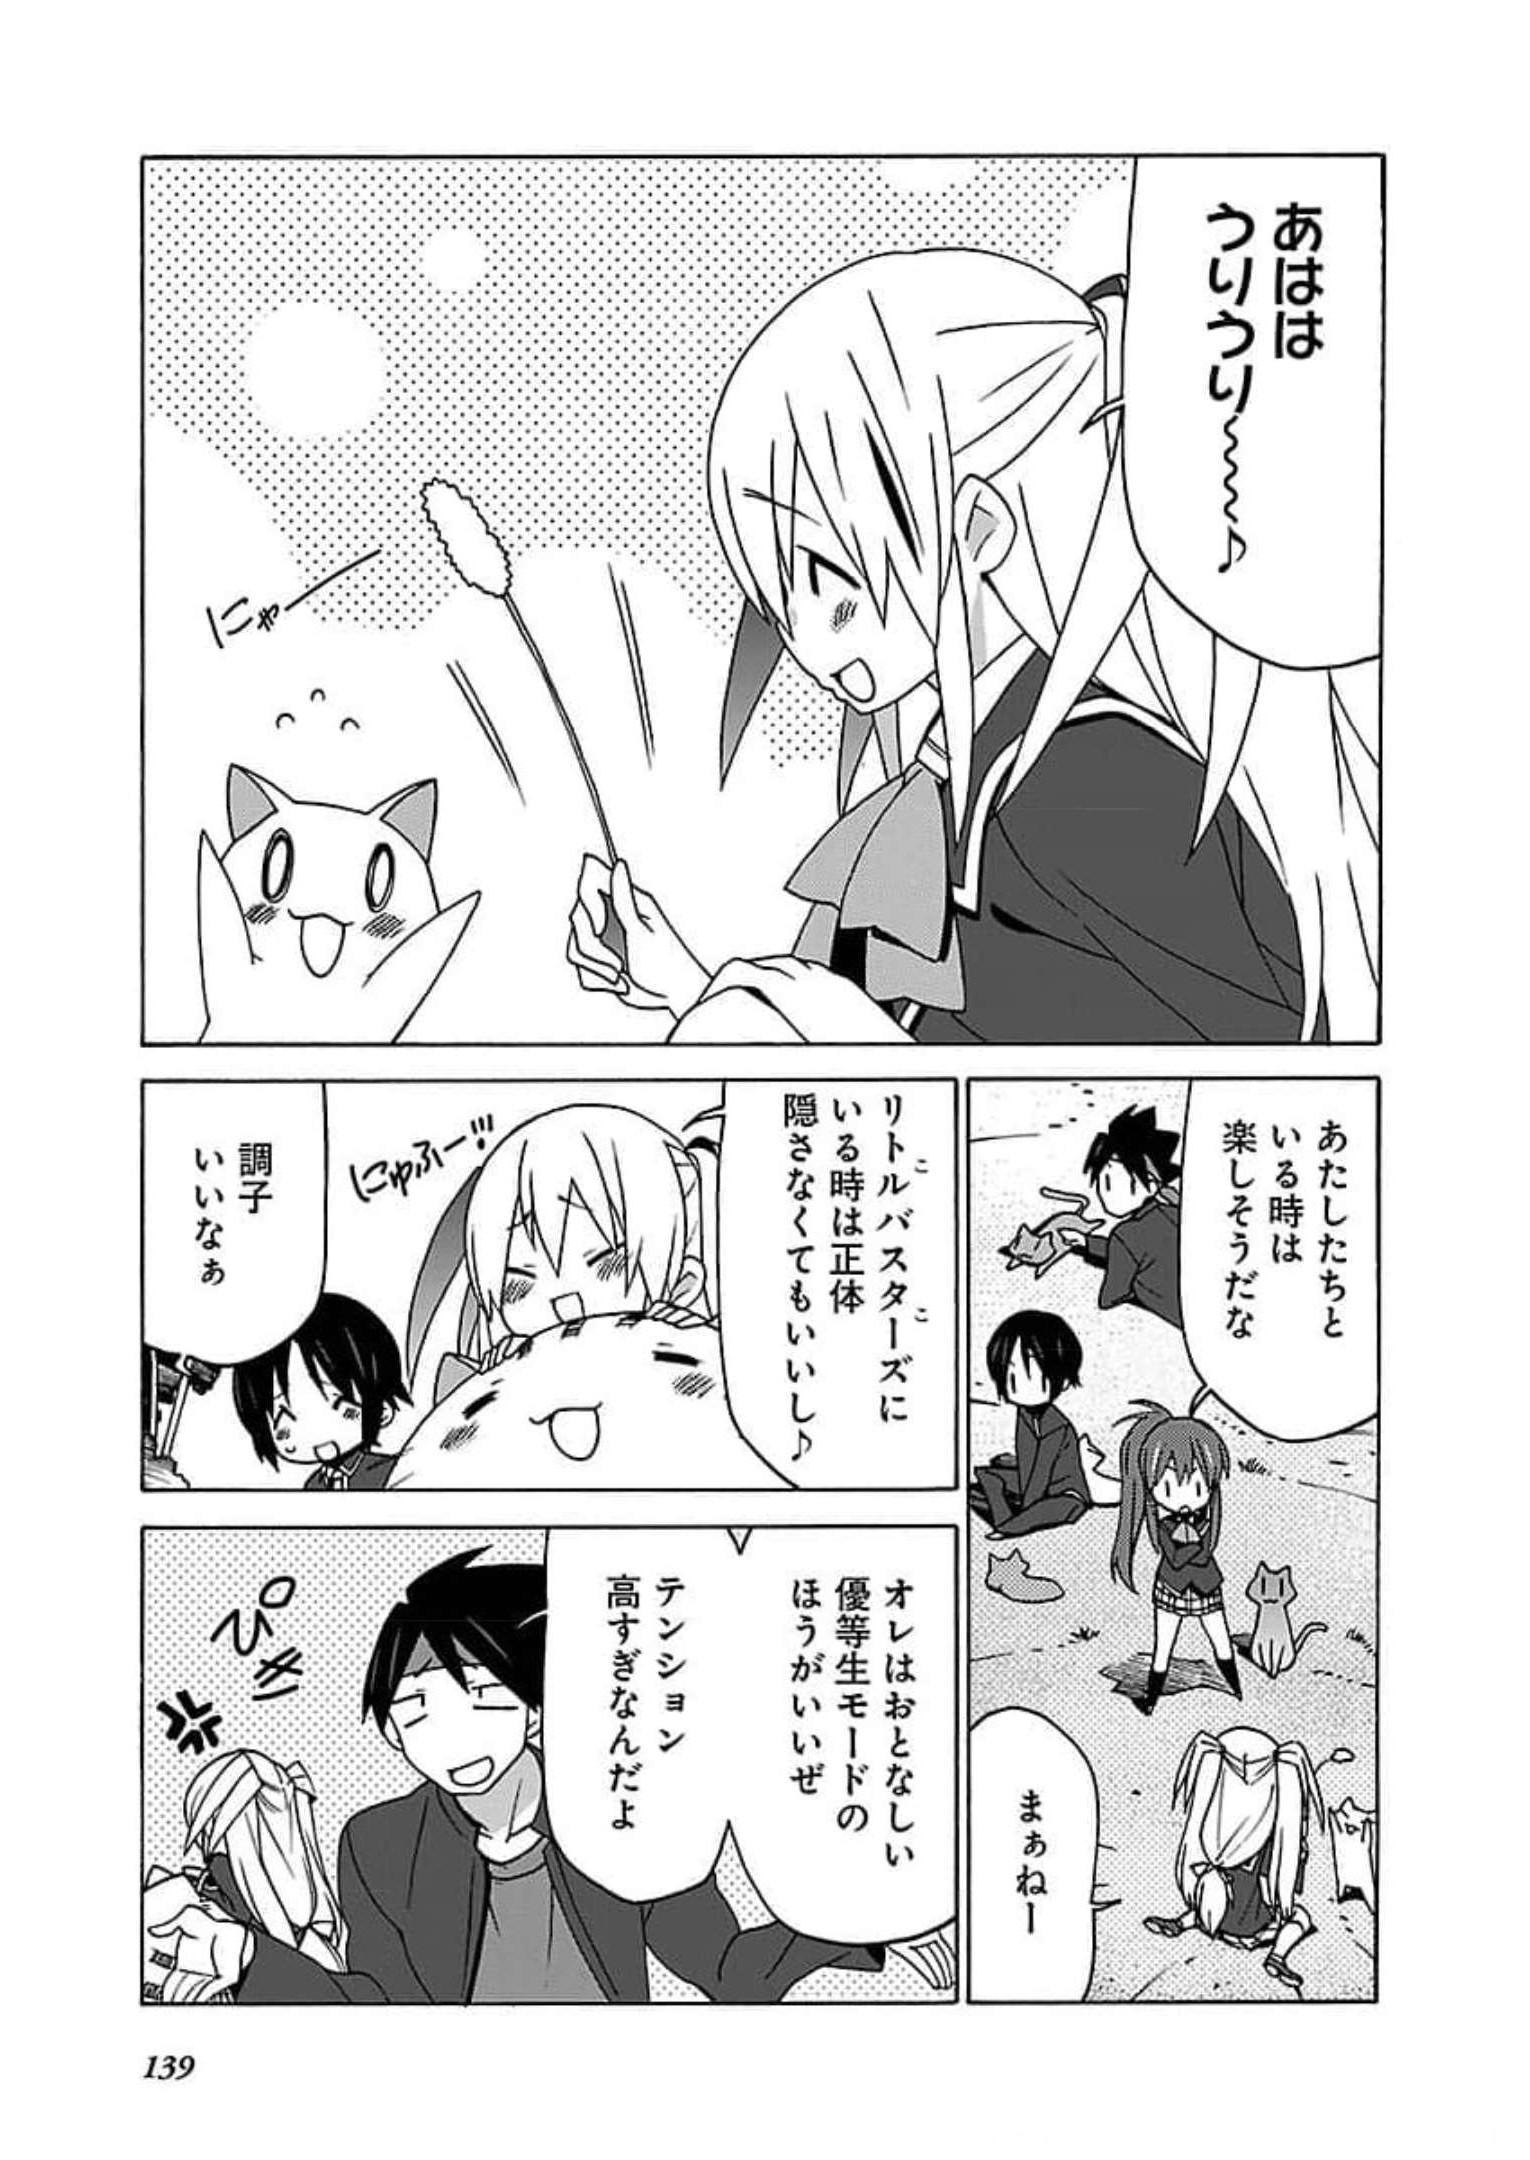 あはは
うりうり～～～♪
にゃー
あたしたちと
いる時は
楽しそうだな
まぁねー
リトルバスターズに
いる時は正体
隠さなくてもいいし♪
にゅふー!!!
調子
いいなぁ
オレはおとなしい
優等生モードの
ほうがいいぜ
テンション
高すぎなんだよ
ぴき
139